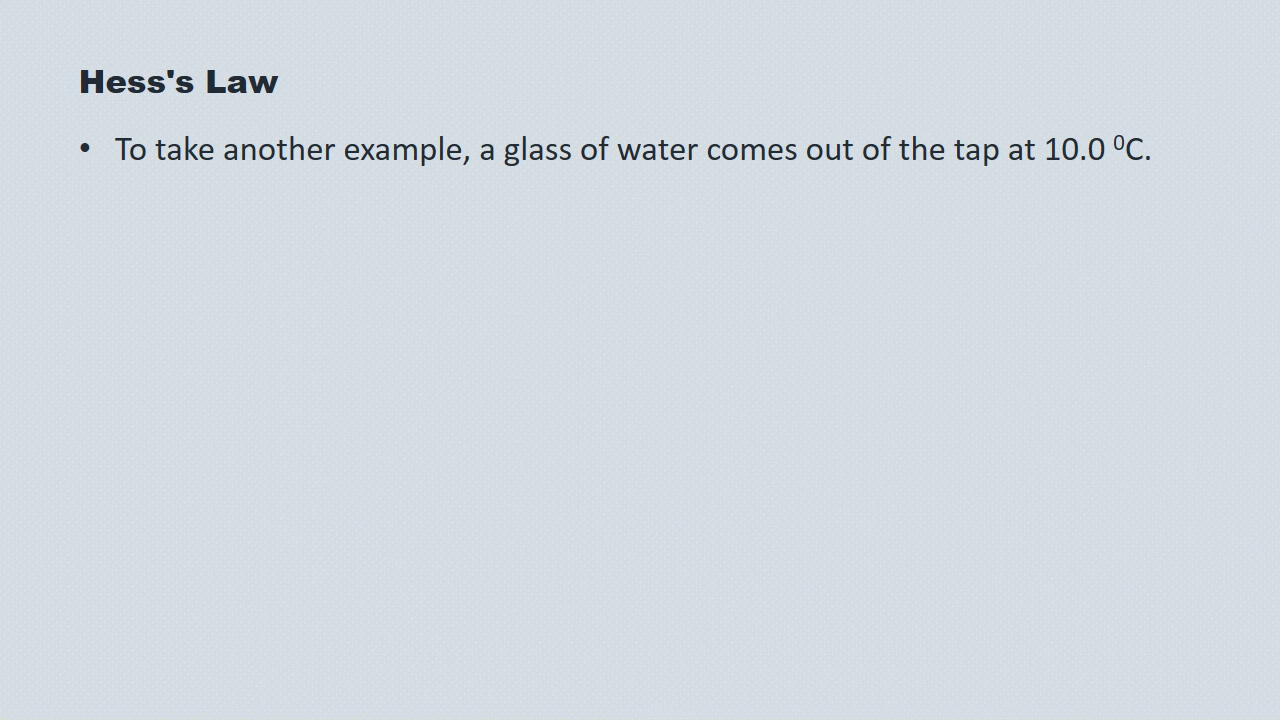 Hess's Law
• To take another example, a glass of water comes out of the tap at 10.0 ⁰C.